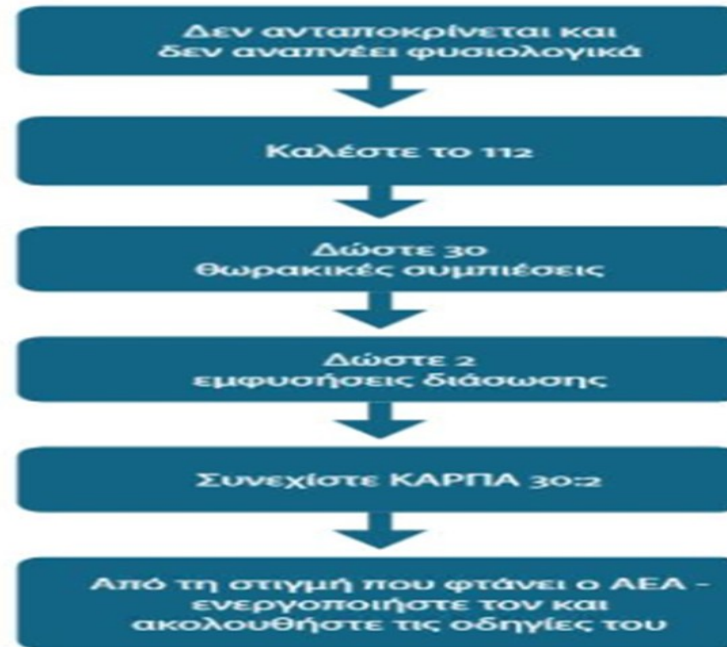 Δεν ανταποκρίνεται και
δεν αναπνέει φυσιολογικά
Καλέστε το 112
Δώστε 30
θωρακικές συμπιέσεις
Δώστε 2
εμφυσήσεις διάσωσης
Συνεχίστε ΚΑΡΠΑ 30:2
Από τη στιγμή που φτάνει ο ΑΕΑ –
ενεργοποιήστε τον και
ακολουθήστε τις οδηγίες του